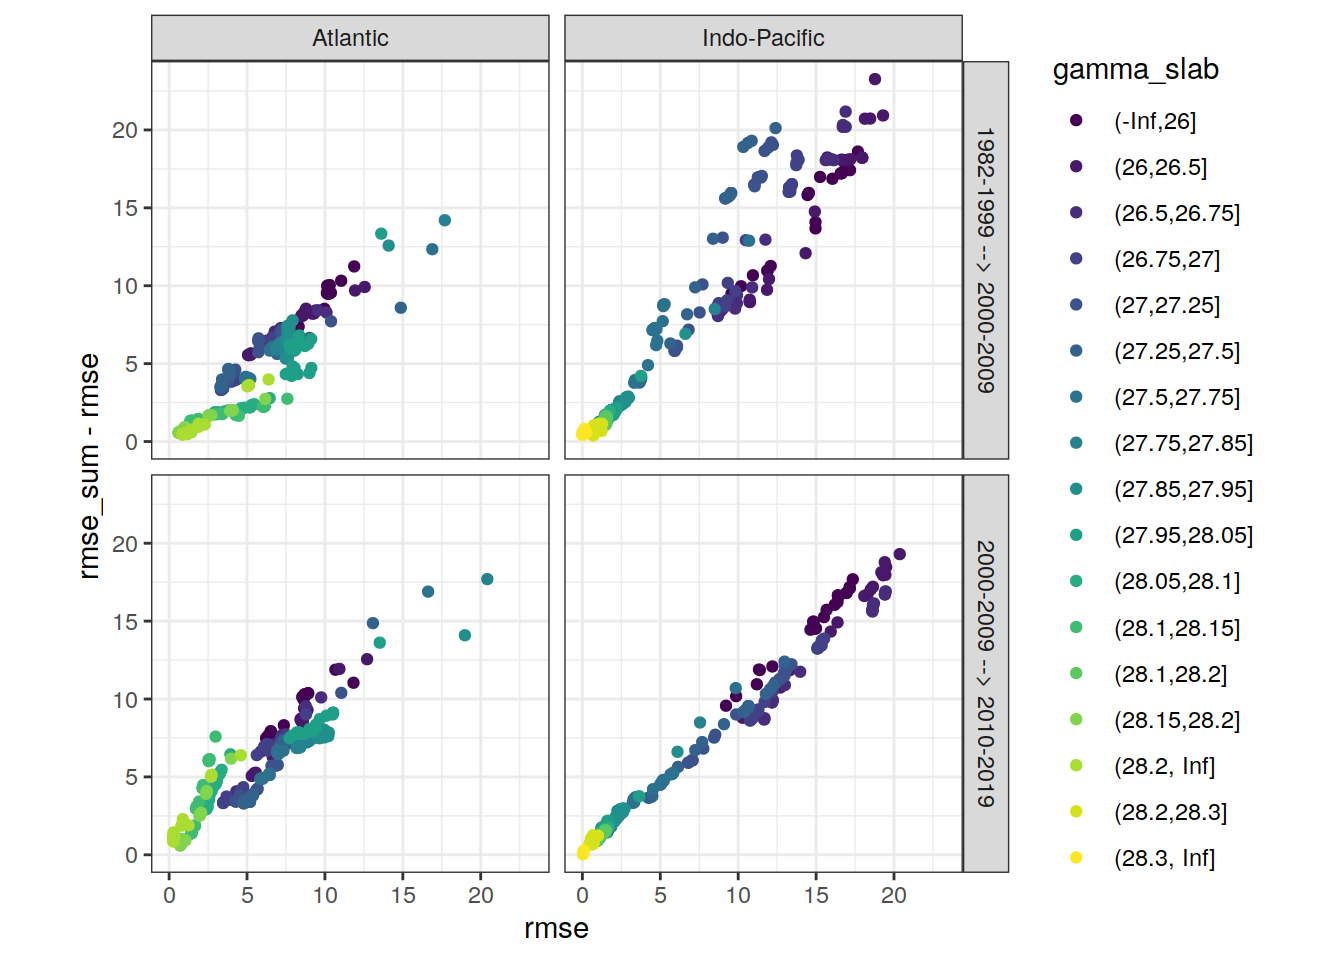 Atlantic
Indo-Pacific
1982-1999 --> 2000-2009
2000-2009 --> 2010-2019
20
15
10
5
0
20
15
10
5
0
rmse_sum - rmse
0 5 10 15 20
0 5 10 15 20
rmse
gamma_slab
(-Inf,26]
(26,26.5]
(26.5,26.75]
(26.75,27]
(27,27.25]
(27.25,27.5]
(27.5,27.75]
(27.75,27.85]
(27.85,27.95]
(27.95,28.05]
(28.05,28.1]
(28.1,28.15]
(28.1,28.2]
(28.15,28.2]
(28.2, Inf]
(28.2,28.3]
(28.3, Inf]